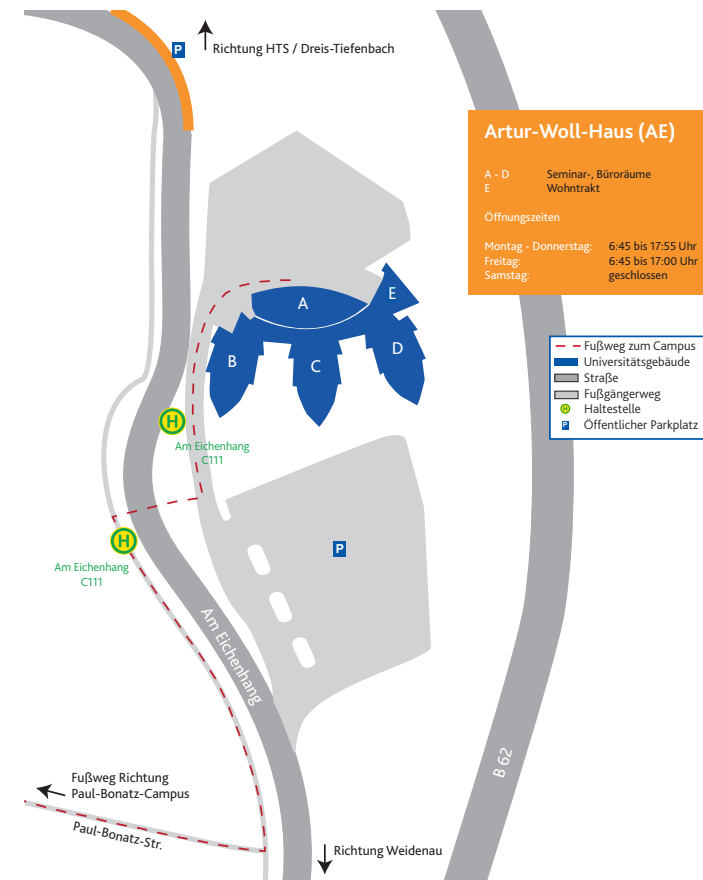 P
Richtung HTS / Dreis-Tiefenbach
Artur-Woll-Haus (AE)
A - D Seminar-, Büroräume
E Wohntrakt
Öffnungszeiten
Montag - Donnerstag: 6:45 bis 17:55 Uhr
Freitag: 6:45 bis 17:00 Uhr
Samstag: geschlossen
A
E
B
C
D
Fußweg zum Campus
Universitätsgebäude
Straße
Fußgängerweg
H Haltestelle
P Öffentlicher Parkplatz
H
Am Eichenhang
C111
H
Am Eichenhang
C111
P
Am Eichenhang
B 62
Fußweg Richtung
Paul-Bonatz-Campus
Paul-Bonatz-Str.
Richtung Weidenau